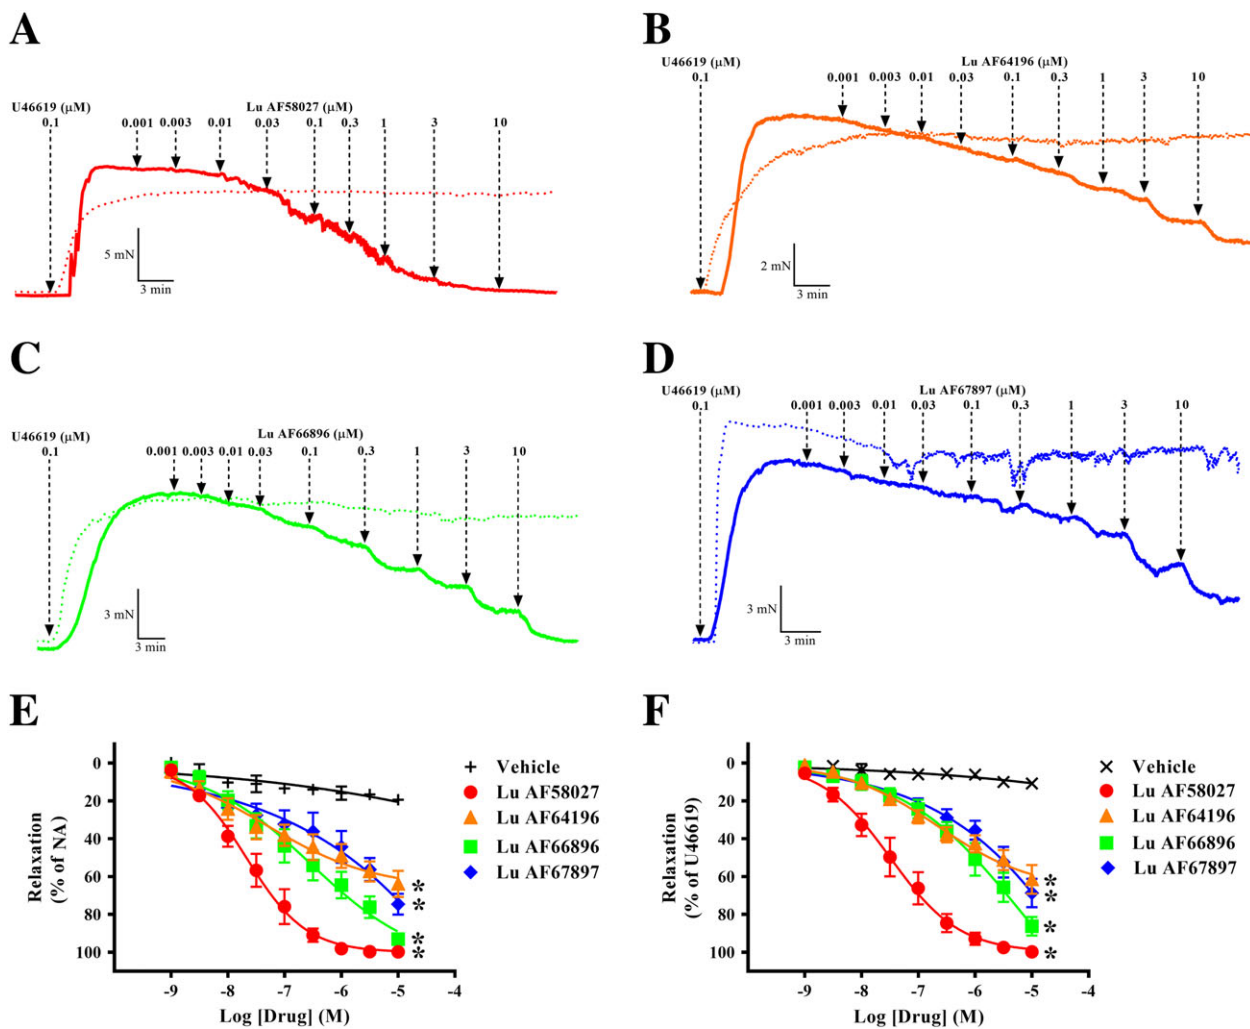 A
U46619 (μM)
Lu AF58027 (μM)
0.1
0.001 0.003 0.01 0.03 0.1 0.3 1 3 10
5 mN
3 min
B
U46619 (μM)
Lu AF64196 (μM)
0.1
0.001 0.003 0.01 0.03 0.1 0.3 1 3 10
2 mN
3 min
C
U46619 (μM)
Lu AF66896 (μM)
0.1
0.001 0.003 0.01 0.03 0.1 0.3 1 3 10
3 mN
3 min
D
U46619 (μM)
Lu AF67897 (μM)
0.1
0.001 0.003 0.01 0.03 0.1 0.3 1 3 10
3 mN
3 min
E
Relaxation
(% of NA)
0
20
40
60
80
100
-9 -8 -7 -6 -5 -4
Log [Drug] (M)
Vehicle
Lu AF58027
Lu AF64196
Lu AF66896
Lu AF67897
*
*
*
*
F
Relaxation
(% of U46619)
0
20
40
60
80
100
-9 -8 -7 -6 -5 -4
Log [Drug] (M)
Vehicle
Lu AF58027
Lu AF64196
Lu AF66896
Lu AF67897
*
*
*
*